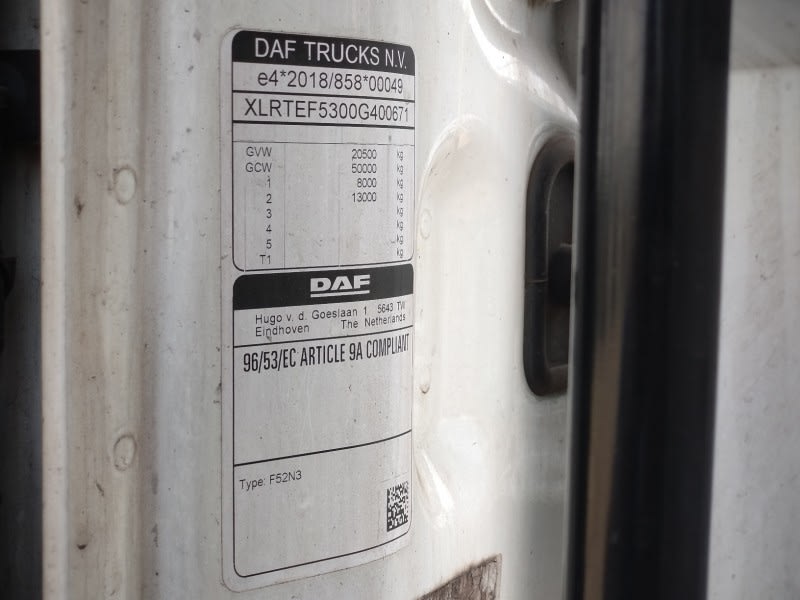 DAF TRUCKS N.V.
e4*2018/858*00049
XLRTEF5300G400671
GVW 20500 kg
GCW 50000 kg
1 8000 kg
2 13000 kg
3 kg
4 kg
5 kg
T1 kg
DAF
Hugo v. d. Goeslaan 1 5643 TW
Eindhoven The Netherlands
96/53/EC ARTICLE 9A COMPLIANT
Type: F52N3